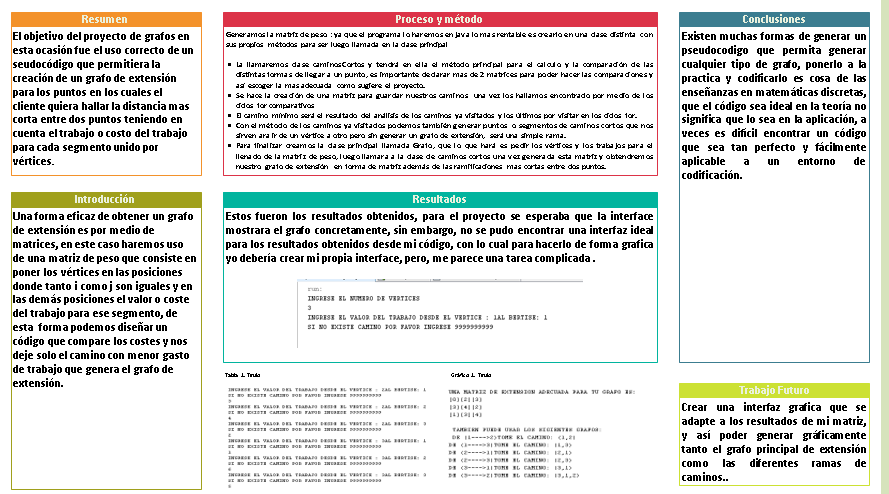 Resumen
El objetivo del proyecto de grafos en
esta ocasión fue el uso correcto de un
seudocódigo que permitiera la
creación de un grafo de extensión
para los puntos en los cuales el
cliente quiera hallar la distancia mas
corta entre dos puntos teniendo en
cuenta el trabajo o costo del trabajo
para cada segmento unido por
vértices.
Introducción
Una forma eficaz de obtener un grafo
de extensión es por medio de
matrices, en este caso haremos uso
de una matriz de peso que consiste en
poner los vértices en las posiciones
donde tanto i como j son iguales y en
las demás posiciones el valor o coste
del trabajo para ese segmento, de
esta forma podemos diseñar un
código que compare los costes y nos
deje solo el camino con menor gasto
de trabajo que genera el grafo de
extensión.
Proceso y método
Generamos la matriz de peso : ya que el programa lo haremos en java lo mas rentable es crearlo en una clase distinta con
sus propios métodos para ser luego llamada en la clase principal
• La llamaremos clase caminosCortos y tendrá en ella el método principal para el calculo y la comparación de las
distintas formas de llegar a un punto, es importante declarar mas de 2 matrices para poder hacer las comparaciones y
así escoger la mas adecuada como sugiere el proyecto.
• Se hace la creación de una matriz para guardar nuestros caminos una vez los hallamos encontrado por medio de los
ciclos for comparativos
• El camino mínimo será el resultado del análisis de los caminos ya visitados y los últimos por visitar en los ciclos for.
• Con el método de los caminos ya visitados podemos también generar puntos o segmentos de caminos cortos que nos
sirven ara ir de un vértice a otro pero sin generar un grafo de extensión, será una simple rama.
• Para finalizar creamos la clase principal llamada Grafo, que lo que hará es pedir los vértices y los trabajos para el
llenado de la matriz de peso, luego llamara a la clase de caminos cortos una vez generada esta matriz y obtendremos
nuestro grafo de extensión en forma de matriz además de las ramificaciones mas cortas entre dos puntos.
Resultados
Estos fueron los resultados obtenidos, para el proyecto se esperaba que la interface
mostrara el grafo concretamente, sin embargo, no se pudo encontrar una interfaz ideal
para los resultados obtenidos desde mi código, con lo cual para hacerlo de forma grafica
yo debería crear mi propia interface, pero, me parece una tarea complicada .
run:
INGRESE EL NUMERO DE VERTICES
3
INGRESE EL VALOR DEL TRABAJO DESDE EL VERTICE : 1AL BERTISE: 1
SI NO EXISTE CAMINO POR FAVOR INGRESE 9999999999
Tabla 1. Titulo
INGRESE EL VALOR DEL TRABAJO DESDE EL VERTICE : 1AL BERTISE: 1
SI NO EXISTE CAMINO POR FAVOR INGRESE 9999999999
INGRESE EL VALOR DEL TRABAJO DESDE EL VERTICE : 1AL BERTISE: 2
SI NO EXISTE CAMINO POR FAVOR INGRESE 9999999999
INGRESE EL VALOR DEL TRABAJO DESDE EL VERTICE : 1AL BERTISE: 3
SI NO EXISTE CAMINO POR FAVOR INGRESE 9999999999
INGRESE EL VALOR DEL TRABAJO DESDE EL VERTICE : 2AL BERTISE: 1
SI NO EXISTE CAMINO POR FAVOR INGRESE 9999999999
INGRESE EL VALOR DEL TRABAJO DESDE EL VERTICE : 2AL BERTISE: 2
SI NO EXISTE CAMINO POR FAVOR INGRESE 9999999999
INGRESE EL VALOR DEL TRABAJO DESDE EL VERTICE : 2AL BERTISE: 3
SI NO EXISTE CAMINO POR FAVOR INGRESE 9999999999
Gráfica 1. Titulo
UNA MATRIZ DE EXTENSION ADECUADA PARA TU GRAFO ES:
[0][2][3]
[3][4][2]
[1][3][4]
TAMBIEN PUEDE USAR LOS SIGIENTES GRAFOS:
DE (1---->2)TOME EL CAMINO: (1,2)
DE (1---->3)TOME EL CAMINO: (1,3)
DE (2---->1)TOME EL CAMINO: (2,1)
DE (2---->3)TOME EL CAMINO: (2,3)
DE (3---->1)TOME EL CAMINO: (3,1)
DE (3---->2)TOME EL CAMINO: (3,1,2)
Conclusiones
Existen muchas formas de generar un
pseudocodigo que permita generar
cualquier tipo de grafo, ponerlo a la
practica y codificarlo es cosa de las
enseñanzas en matemáticas discretas,
que el código sea ideal en la teoría no
significa que lo sea en la aplicación, a
veces es difícil encontrar un código
que sea tan perfecto y fácilmente
aplicable a un entorno de
codificación.
Trabajo Futuro
Crear una interfaz grafica que se
adapte a los resultados de mi matriz,
y así poder generar gráficamente
tanto el grafo principal de extensión
como las diferentes ramas de
caminos..